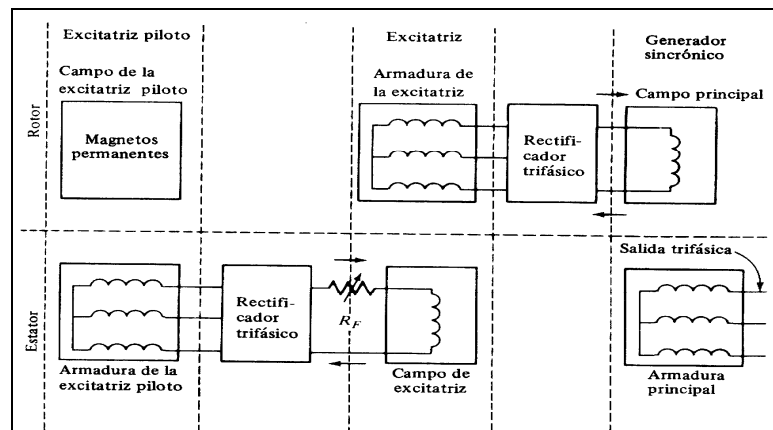 Excitatriz piloto
Excitatriz
Generador
sincrónico
Campo de la
excitatriz piloto
Armadura de
la excitatriz
Campo principal
Rotor
Magnetos
permanentes
Rectifi-
cador
trifásico
Salida trifásica
Estator
Rectifi-
cador
trifásico
R_F
Armadura de la
excitatriz piloto
Campo de
excitatriz
Armadura
principal